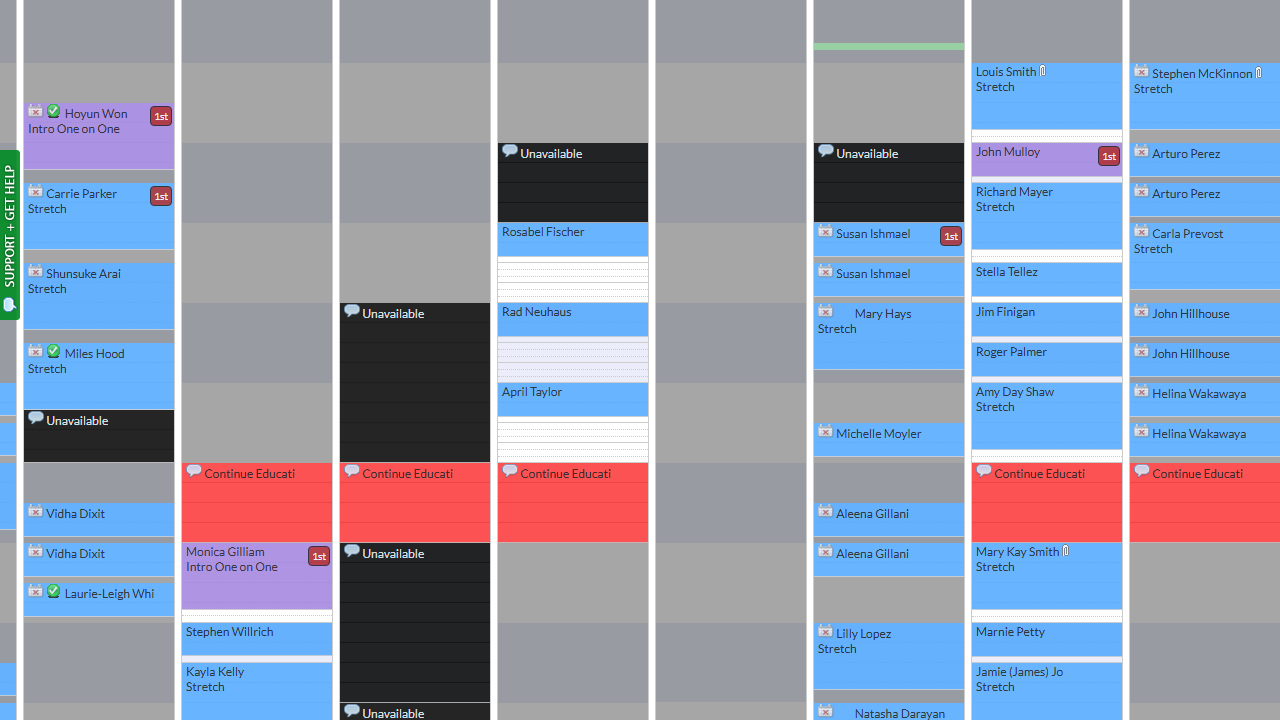 SUPPORT + GET HELP
Hoyun Won
1st
Intro One on One
Carrie Parker
1st
Stretch
Shunsuke Arai
Stretch
Miles Hood
Stretch
Unavailable
Vidha Dixit
Vidha Dixit
Laurie-Leigh Whi
Continue Educati
Monica Gilliam
1st
Intro One on One
Stephen Willrich
Kayla Kelly
Stretch
Unavailable
Continue Educati
Unavailable
Unavailable
Unavailable
Rosabel Fischer
Rad Neuhaus
April Taylor
Continue Educati
Unavailable
Susan Ishmael
1st
Susan Ishmael
Mary Hays
Stretch
Michelle Moyler
Aleena Gillani
Aleena Gillani
Lilly Lopez
Stretch
Natasha Darayan
Louis Smith
Stretch
John Mulloy
1st
Richard Mayer
Stretch
Stella Tellez
Jim Finigan
Roger Palmer
Amy Day Shaw
Stretch
Continue Educati
Mary Kay Smith
Stretch
Marnie Petty
Jamie (James) Jo
Stretch
Stephen McKinnon
Stretch
Arturo Perez
Arturo Perez
Carla Prevost
Stretch
John Hillhouse
John Hillhouse
Helina Wakawaya
Helina Wakawaya
Continue Educati